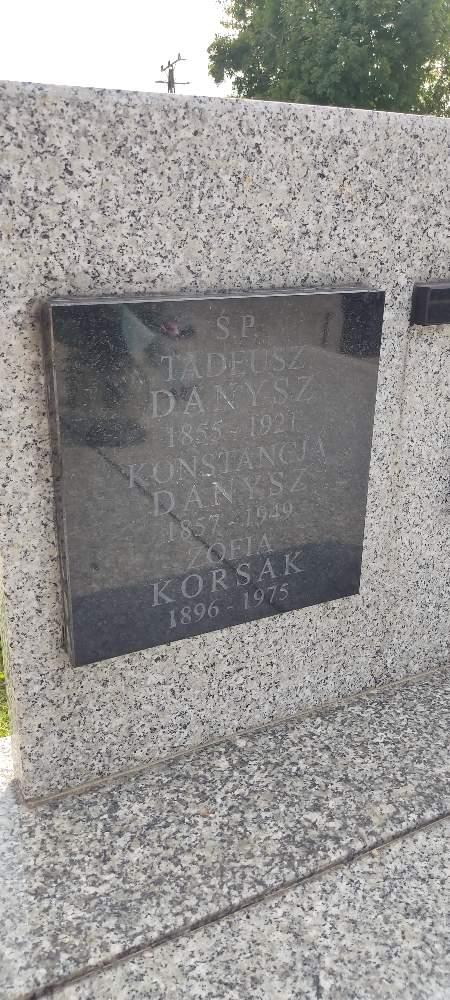 Ś.P.
TADEUSZ
DANYSZ
1855 - 1921
KONSTANCJA
DANYSZ
1857 - 1949
ZOFIA
KORSAK
1896 - 1975